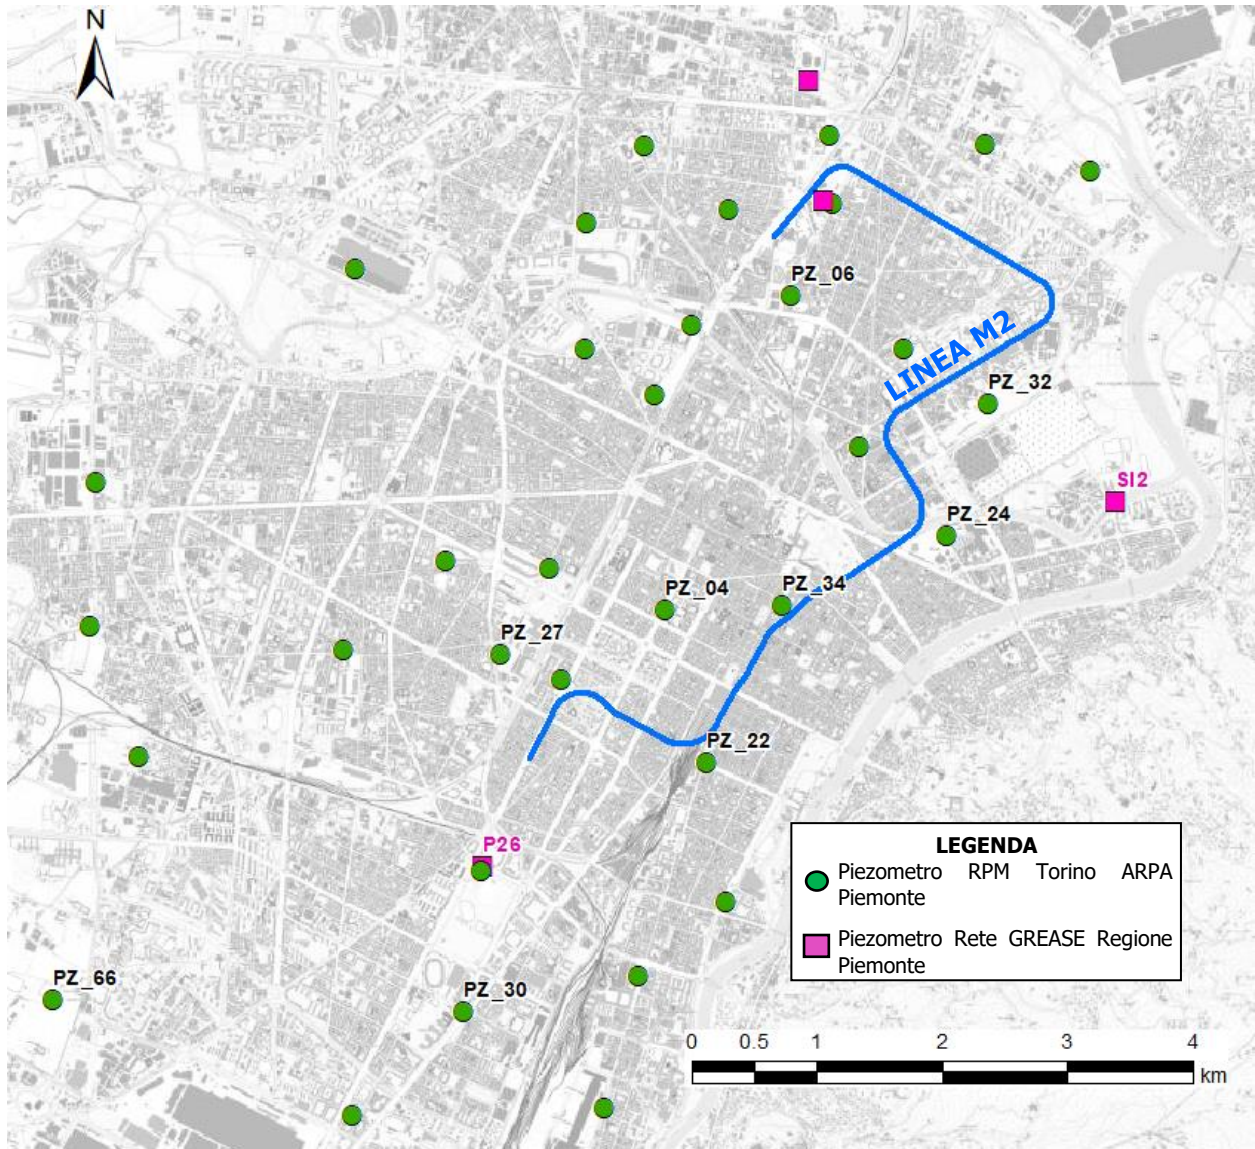 N
PZ_06
LINEA M2
PZ_32
SI2
PZ_24
PZ_04
PZ_34
PZ_27
PZ_22
P26
PZ_66
PZ_30
LEGENDA
Piezometro RPM Torino ARPA
Piemonte
Piezometro Rete GREASE Regione
Piemonte
0 0.5 1 2 3 4
km